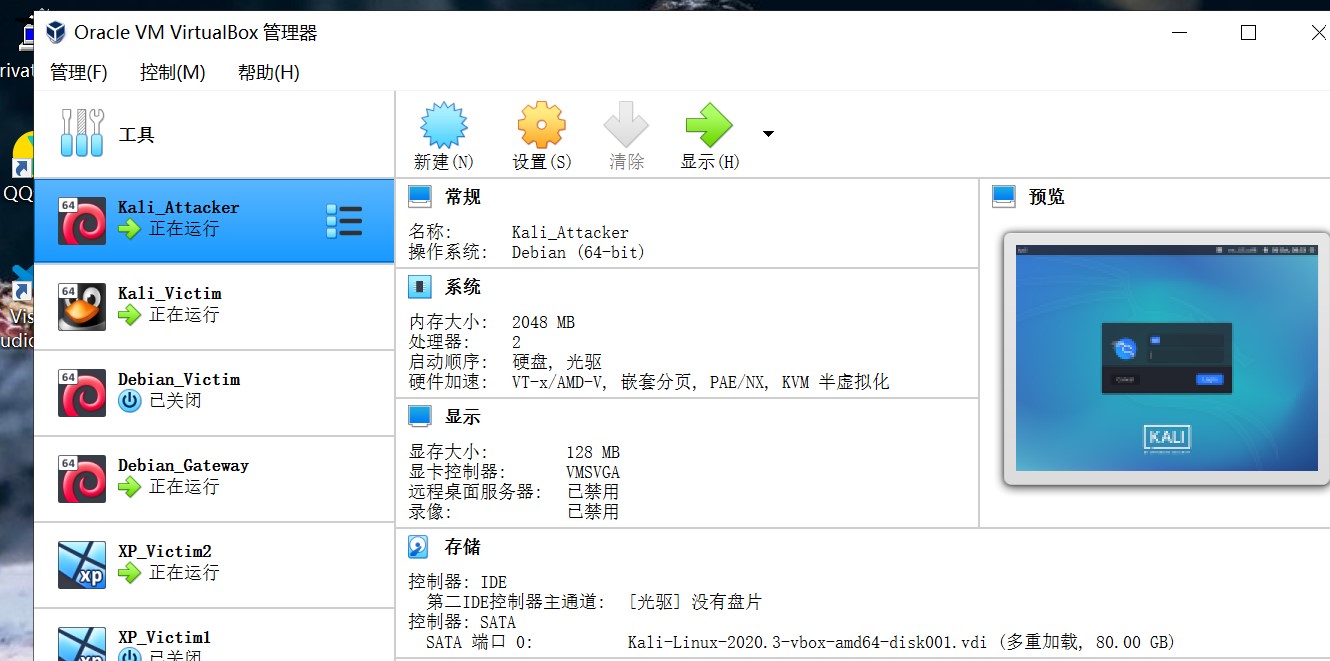 Oracle VM VirtualBox 管理器
管理(F) 控制(M) 帮助(H)
工具
新建(N) 设置(S) 清除 显示(H)
64
Kali_Attacker
正在运行
64
Kali_Victim
正在运行
64
Debian_Victim
已关闭
64
Debian_Gateway
正在运行
xp
XP_Victim2
正在运行
xp
XP_Victim1
已关闭
常规
名称: Kali_Attacker
操作系统: Debian (64-bit)
系统
内存大小: 2048 MB
处理器: 2
启动顺序: 硬盘, 光驱
硬件加速: VT-x/AMD-V, 嵌套分页, PAE/NX, KVM 半虚拟化
显示
显存大小: 128 MB
显卡控制器: VMSVGA
远程桌面服务器: 已禁用
录像: 已禁用
存储
控制器: IDE
第二IDE控制器主通道: [光驱] 没有盘片
控制器: SATA
SATA 端口 0: Kali-Linux-2020.3-vbox-amd64-disk001.vdi (多重加载, 80.00 GB)
预览
Cancel Login
KALI
rivat
QQ
Vis
udio